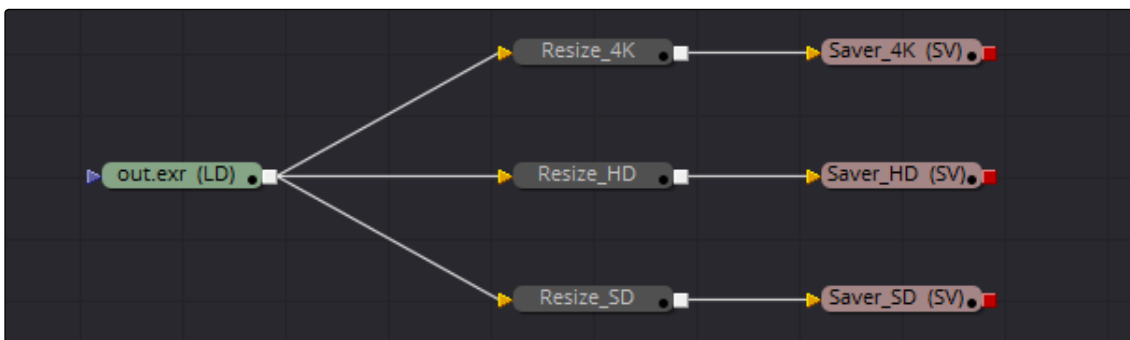 Resize_4K
Saver_4K (SV)
out.exr (LD)
Resize_HD
Saver_HD (SV)
Resize_SD
Saver_SD (SV)